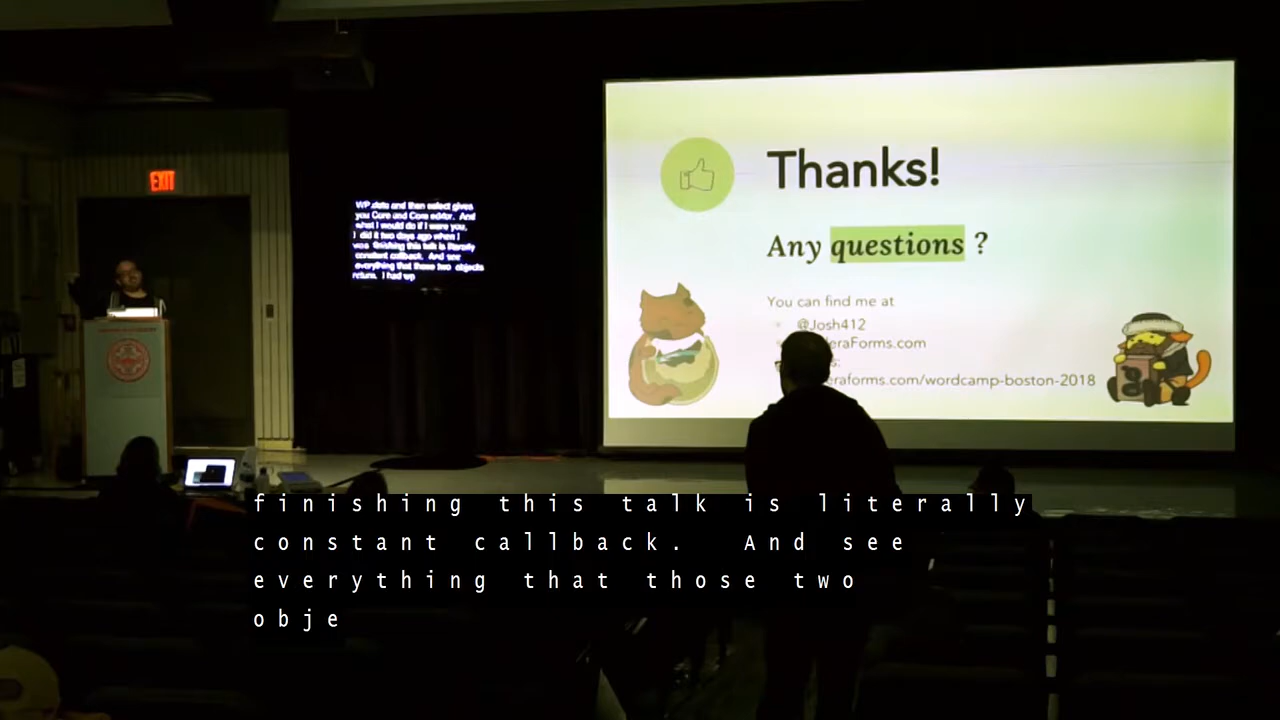 EXIT
WP.data and then select gives
you Core and Core editor. And
what I would do if I were you,
I did it two days ago when I
was finishing this talk is literally
constant callback. And see
everything that those two objects
return. I had wp
Thanks!
Any questions ?
You can find me at
@Josh412
deraForms.com
s:
eraforms.com/wordcamp-boston-2018
finishing this talk is literally
constant callback. And see
everything that those two
obje